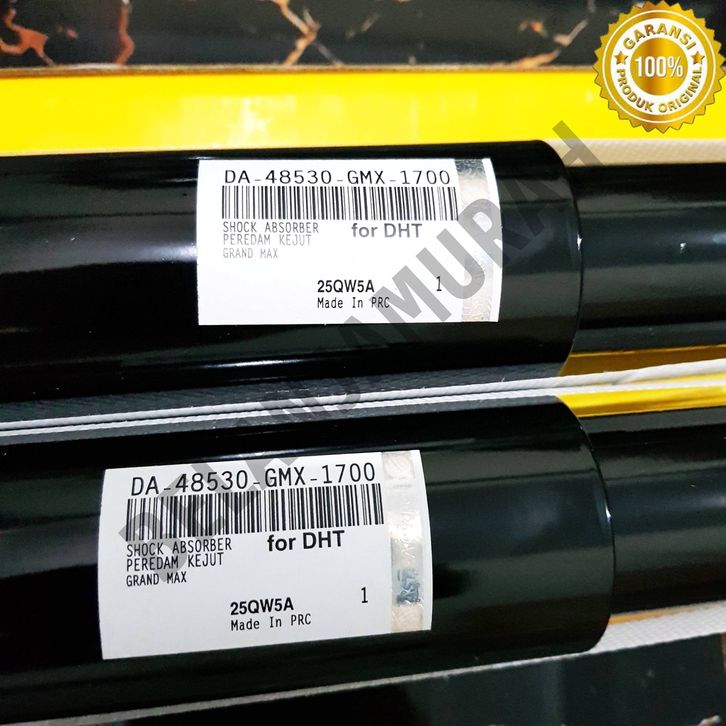 GARANSI
100%
PRODUK ORIGINAL
DA-48530-GMX-1700
SHOCK ABSORBER
PEREDAM KEJUT
for DHT
GRAND MAX
25QW5A
1
Made In PRC
DA-48530-GMX-1700
SHOCK ABSORBER
PEREDAM KEJUT
for DHT
GRAND MAX
25QW5A
1
Made In PRC
BELANJAMURAH